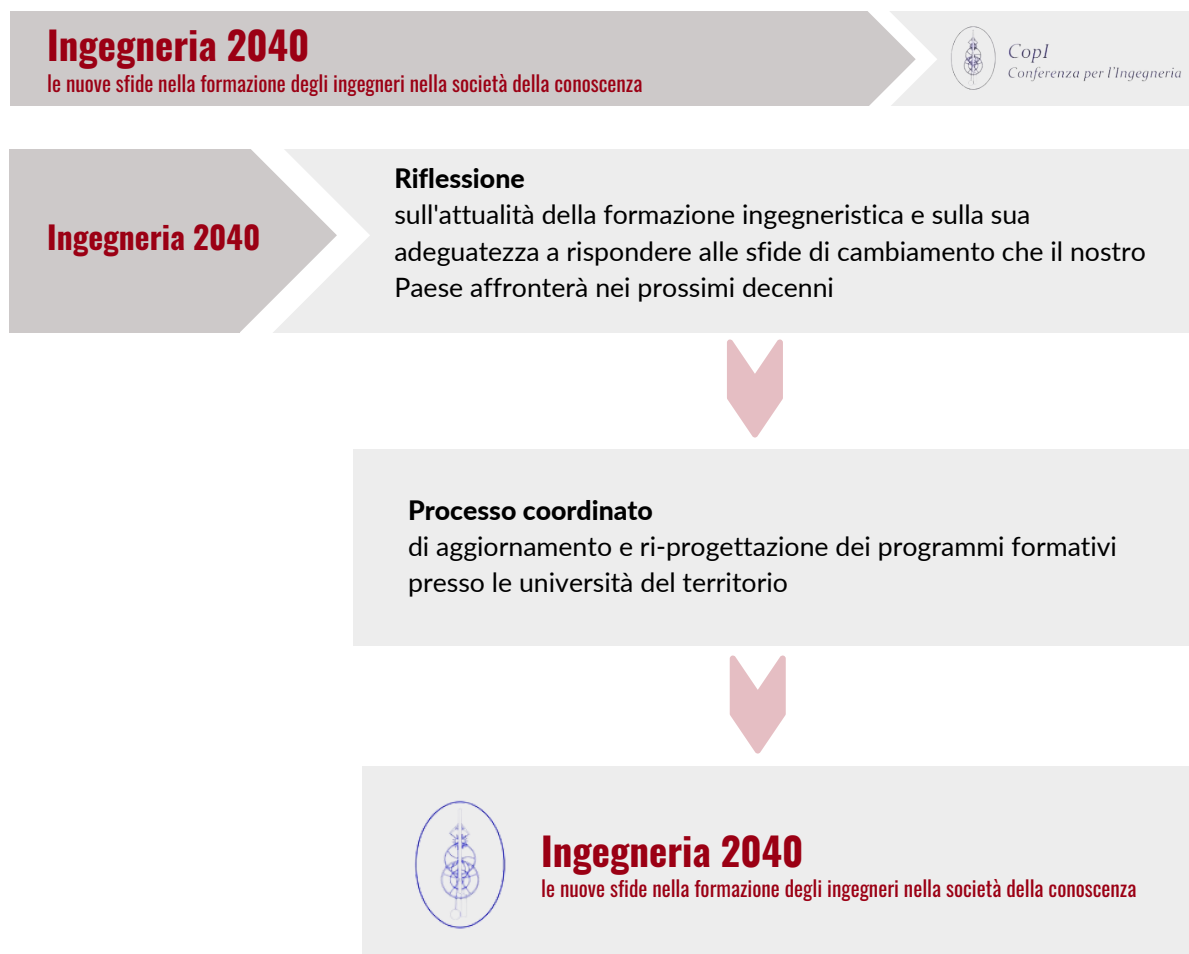 Ingegneria 2040
le nuove sfide nella formazione degli ingegneri nella società della conoscenza
CopI
Conferenza per l'Ingegneria
Ingegneria 2040
Riflessione
sull'attualità della formazione ingegneristica e sulla sua
adeguatezza a rispondere alle sfide di cambiamento che il nostro
Paese affronterà nei prossimi decenni
Processo coordinato
di aggiornamento e ri-progettazione dei programmi formativi
presso le università del territorio
Ingegneria 2040
le nuove sfide nella formazione degli ingegneri nella società della conoscenza